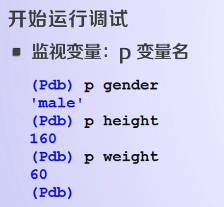 开始运行调试
■ 监视变量：p 变量名
(Pdb) p gender
'male'
(Pdb) p height
160
(Pdb) p weight
60
(Pdb)